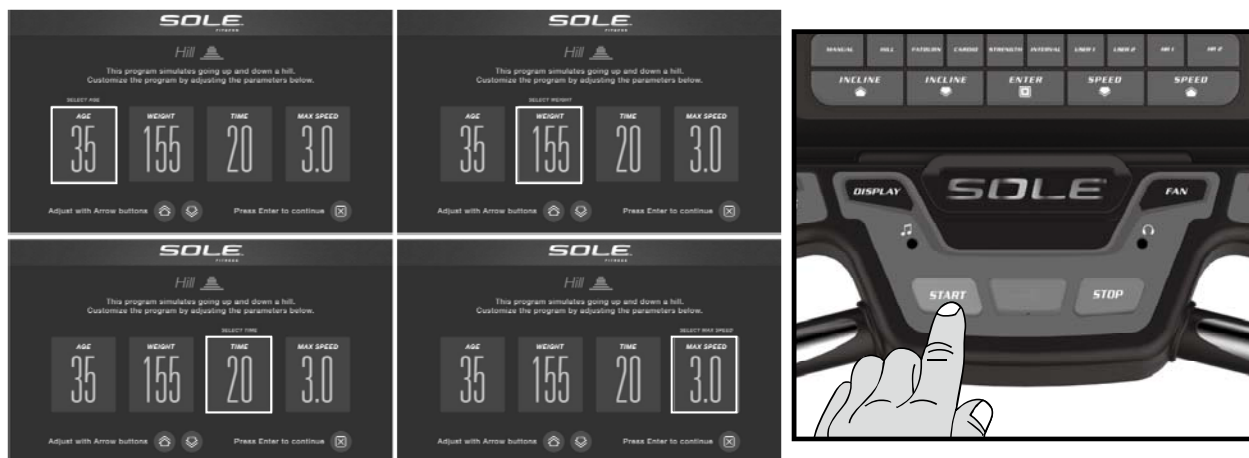 SOLE
FITNESS
Hill
This program simulates going up and down a hill.
Customize the program by adjusting the parameters below.
SELECT AGE
AGE WEIGHT TIME MAX SPEED
35 155 20 3.0
Adjust with Arrow buttons Press Enter to continue
SOLE
FITNESS
Hill
This program simulates going up and down a hill.
Customize the program by adjusting the parameters below.
SELECT WEIGHT
AGE WEIGHT TIME MAX SPEED
35 155 20 3.0
Adjust with Arrow buttons Press Enter to continue
SOLE
FITNESS
Hill
This program simulates going up and down a hill.
Customize the program by adjusting the parameters below.
SELECT TIME
AGE WEIGHT TIME MAX SPEED
35 155 20 3.0
Adjust with Arrow buttons Press Enter to continue
SOLE
FITNESS
Hill
This program simulates going up and down a hill.
Customize the program by adjusting the parameters below.
SELECT MAX SPEED
AGE WEIGHT TIME MAX SPEED
35 155 20 3.0
Adjust with Arrow buttons Press Enter to continue
MANUAL HILL FATBURN CARDIO STRENGTH INTERVAL USER 1 USER 2 HR 1 HR 2
INCLINE INCLINE ENTER SPEED SPEED
DISPLAY SOLE FAN
START STOP